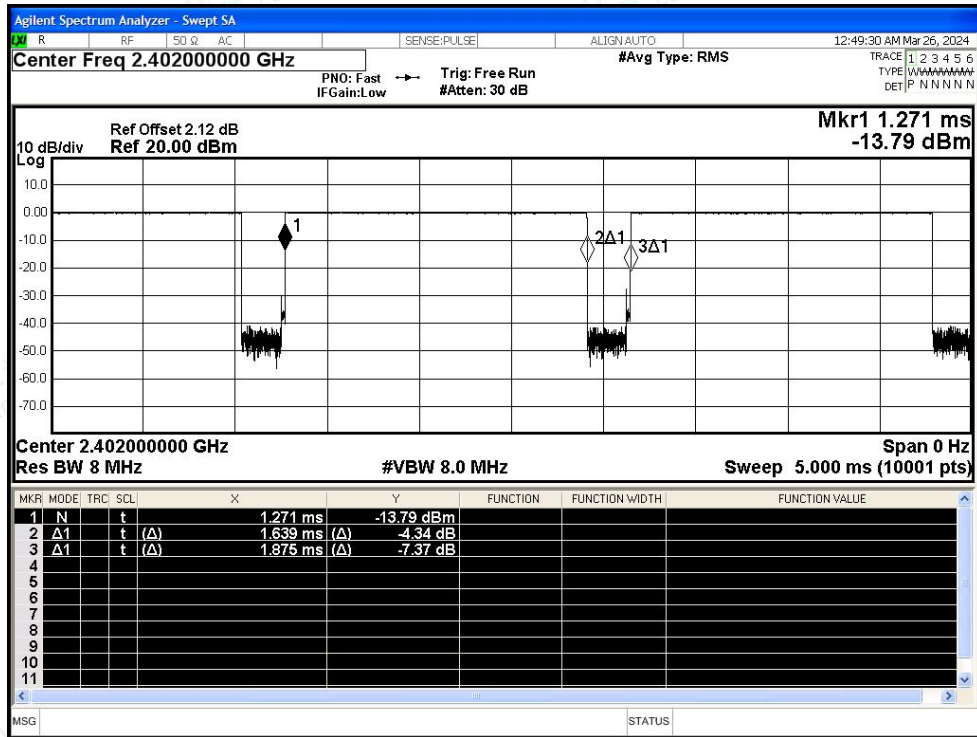 Agilent Spectrum Analyzer - Swept SA
LXI R RF 50 Ω AC SENSE:PULSE ALIGN AUTO 12:49:30 AM Mar 26, 2024
Center Freq 2.402000000 GHz #Avg Type: RMS TRACE 1 2 3 4 5 6
PNO: Fast Trig: Free Run TYPE
IFGain:Low #Atten: 30 dB DET P N N N N N
Mkr1 1.271 ms
Ref Offset 2.12 dB
10 dB/div Ref 20.00 dBm -13.79 dBm
Log
10.0
0.00
1
-10.0
2Δ1 3Δ1
-20.0
-30.0
-40.0
-50.0
-60.0
-70.0
Center 2.402000000 GHz Span 0 Hz
Res BW 8 MHz #VBW 8.0 MHz Sweep 5.000 ms (10001 pts)
MKR MODE TRC SCL X Y FUNCTION FUNCTION WIDTH FUNCTION VALUE
1 N t 1.271 ms -13.79 dBm
2 Δ1 t (Δ) 1.639 ms (Δ) -4.34 dB
3 Δ1 t (Δ) 1.875 ms (Δ) -7.37 dB
4
5
6
7
8
9
10
11
MSG STATUS